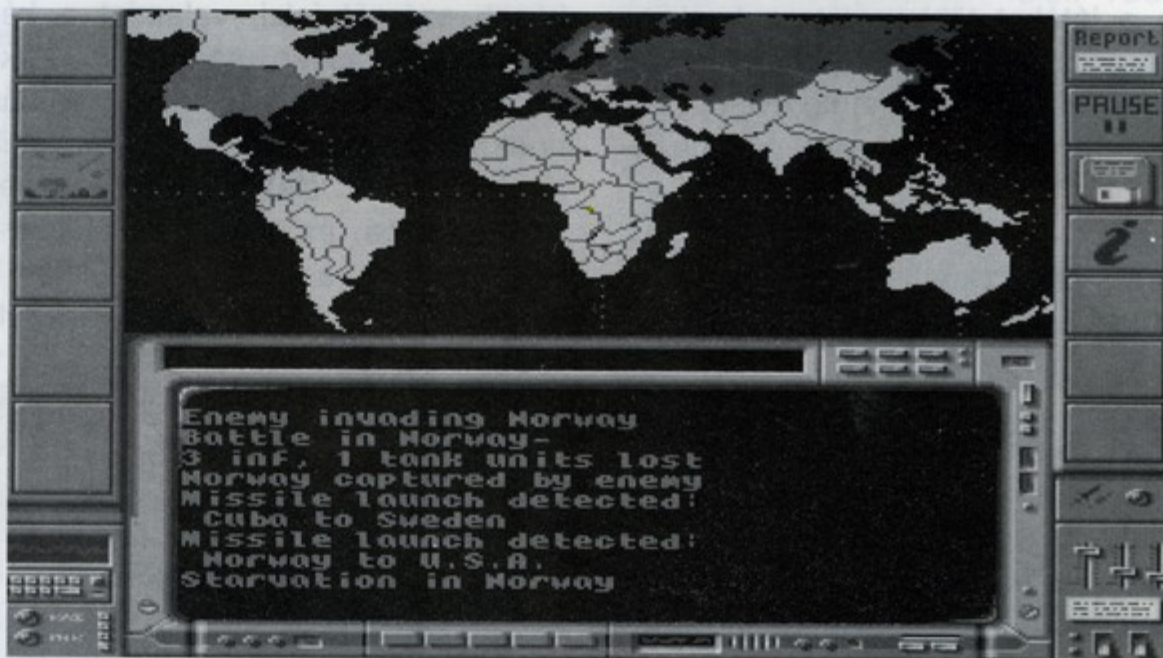 Report
PAUSE
Enemy invading Norway
Battle in Norway-
3 inf, 1 tank units lost
Norway captured by enemy
Missile launch detected:
Cuba to Sweden
Missile launch detected:
Norway to U.S.A.
Starvation in Norway